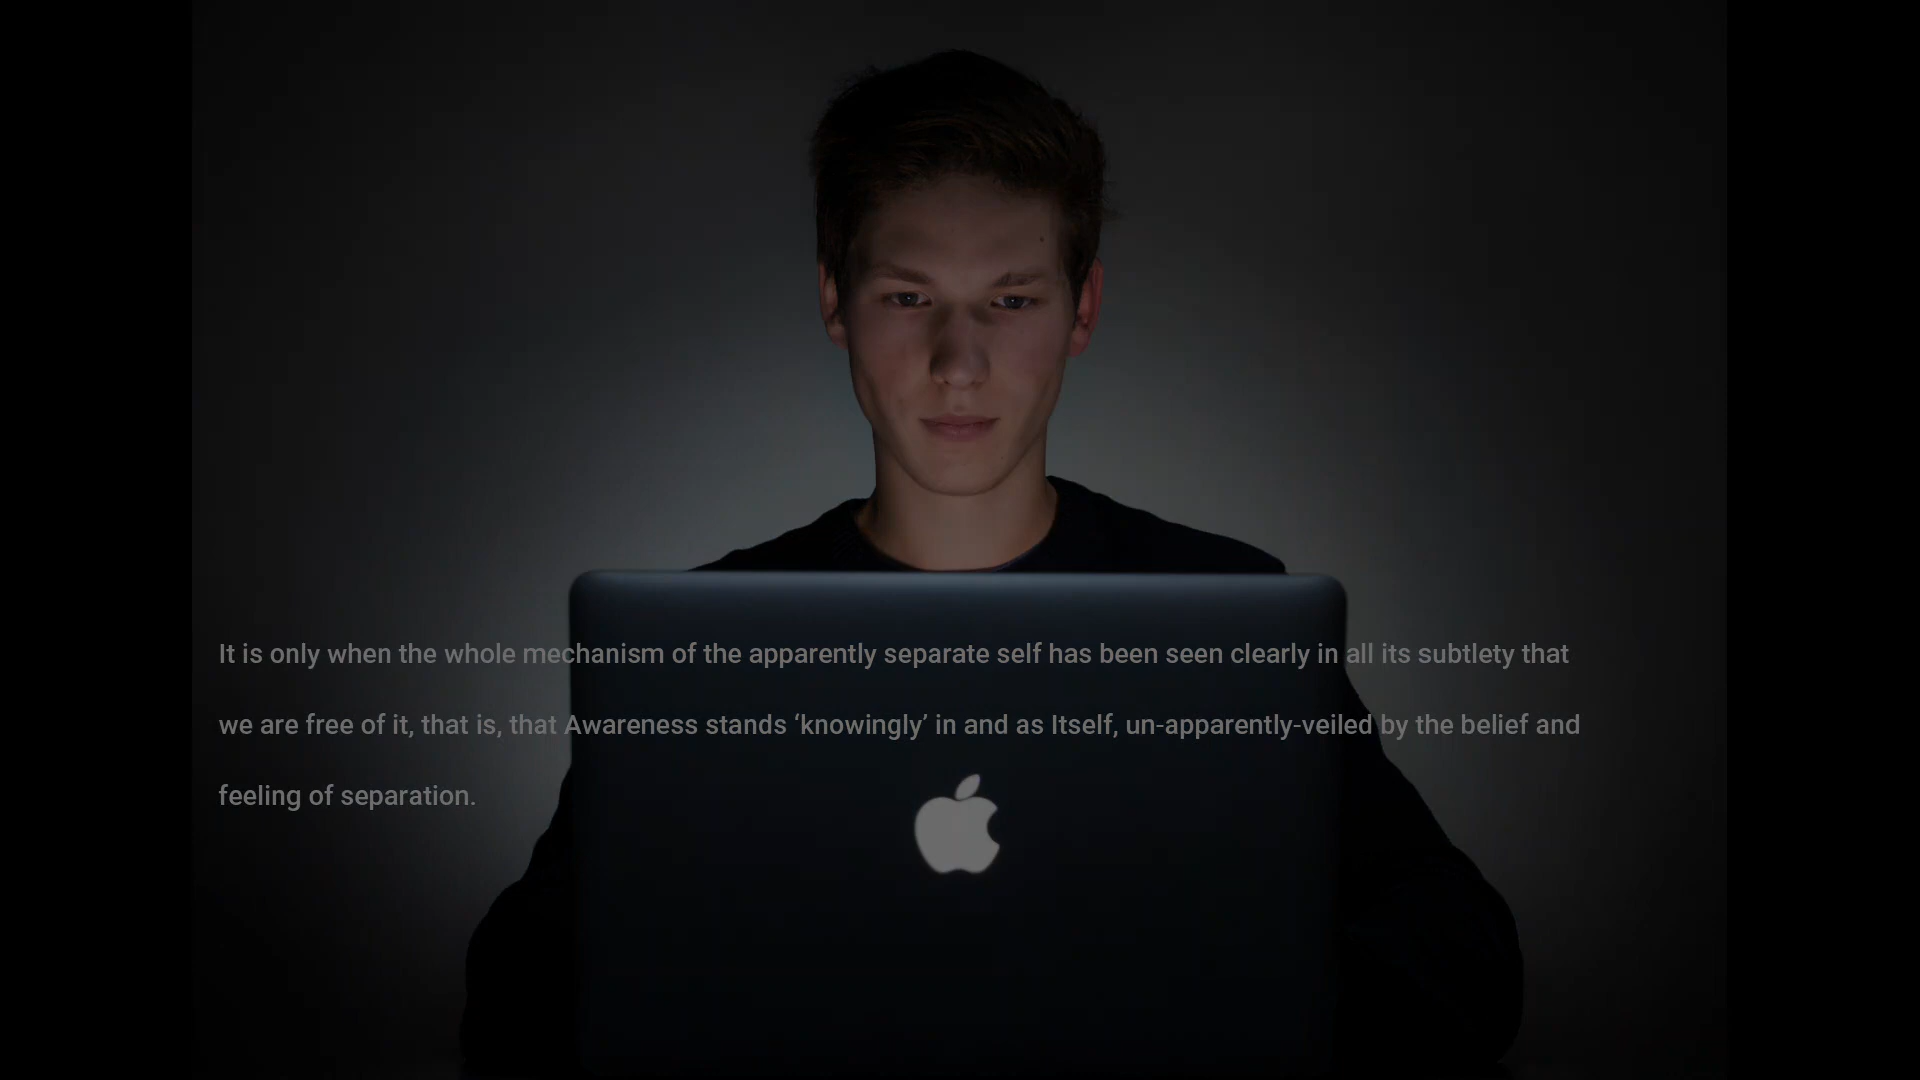 It is only when the whole mechanism of the apparently separate self has been seen clearly in all its subtlety that
we are free of it, that is, that Awareness stands ‘knowingly’ in and as Itself, un-apparently-veiled by the belief and
feeling of separation.